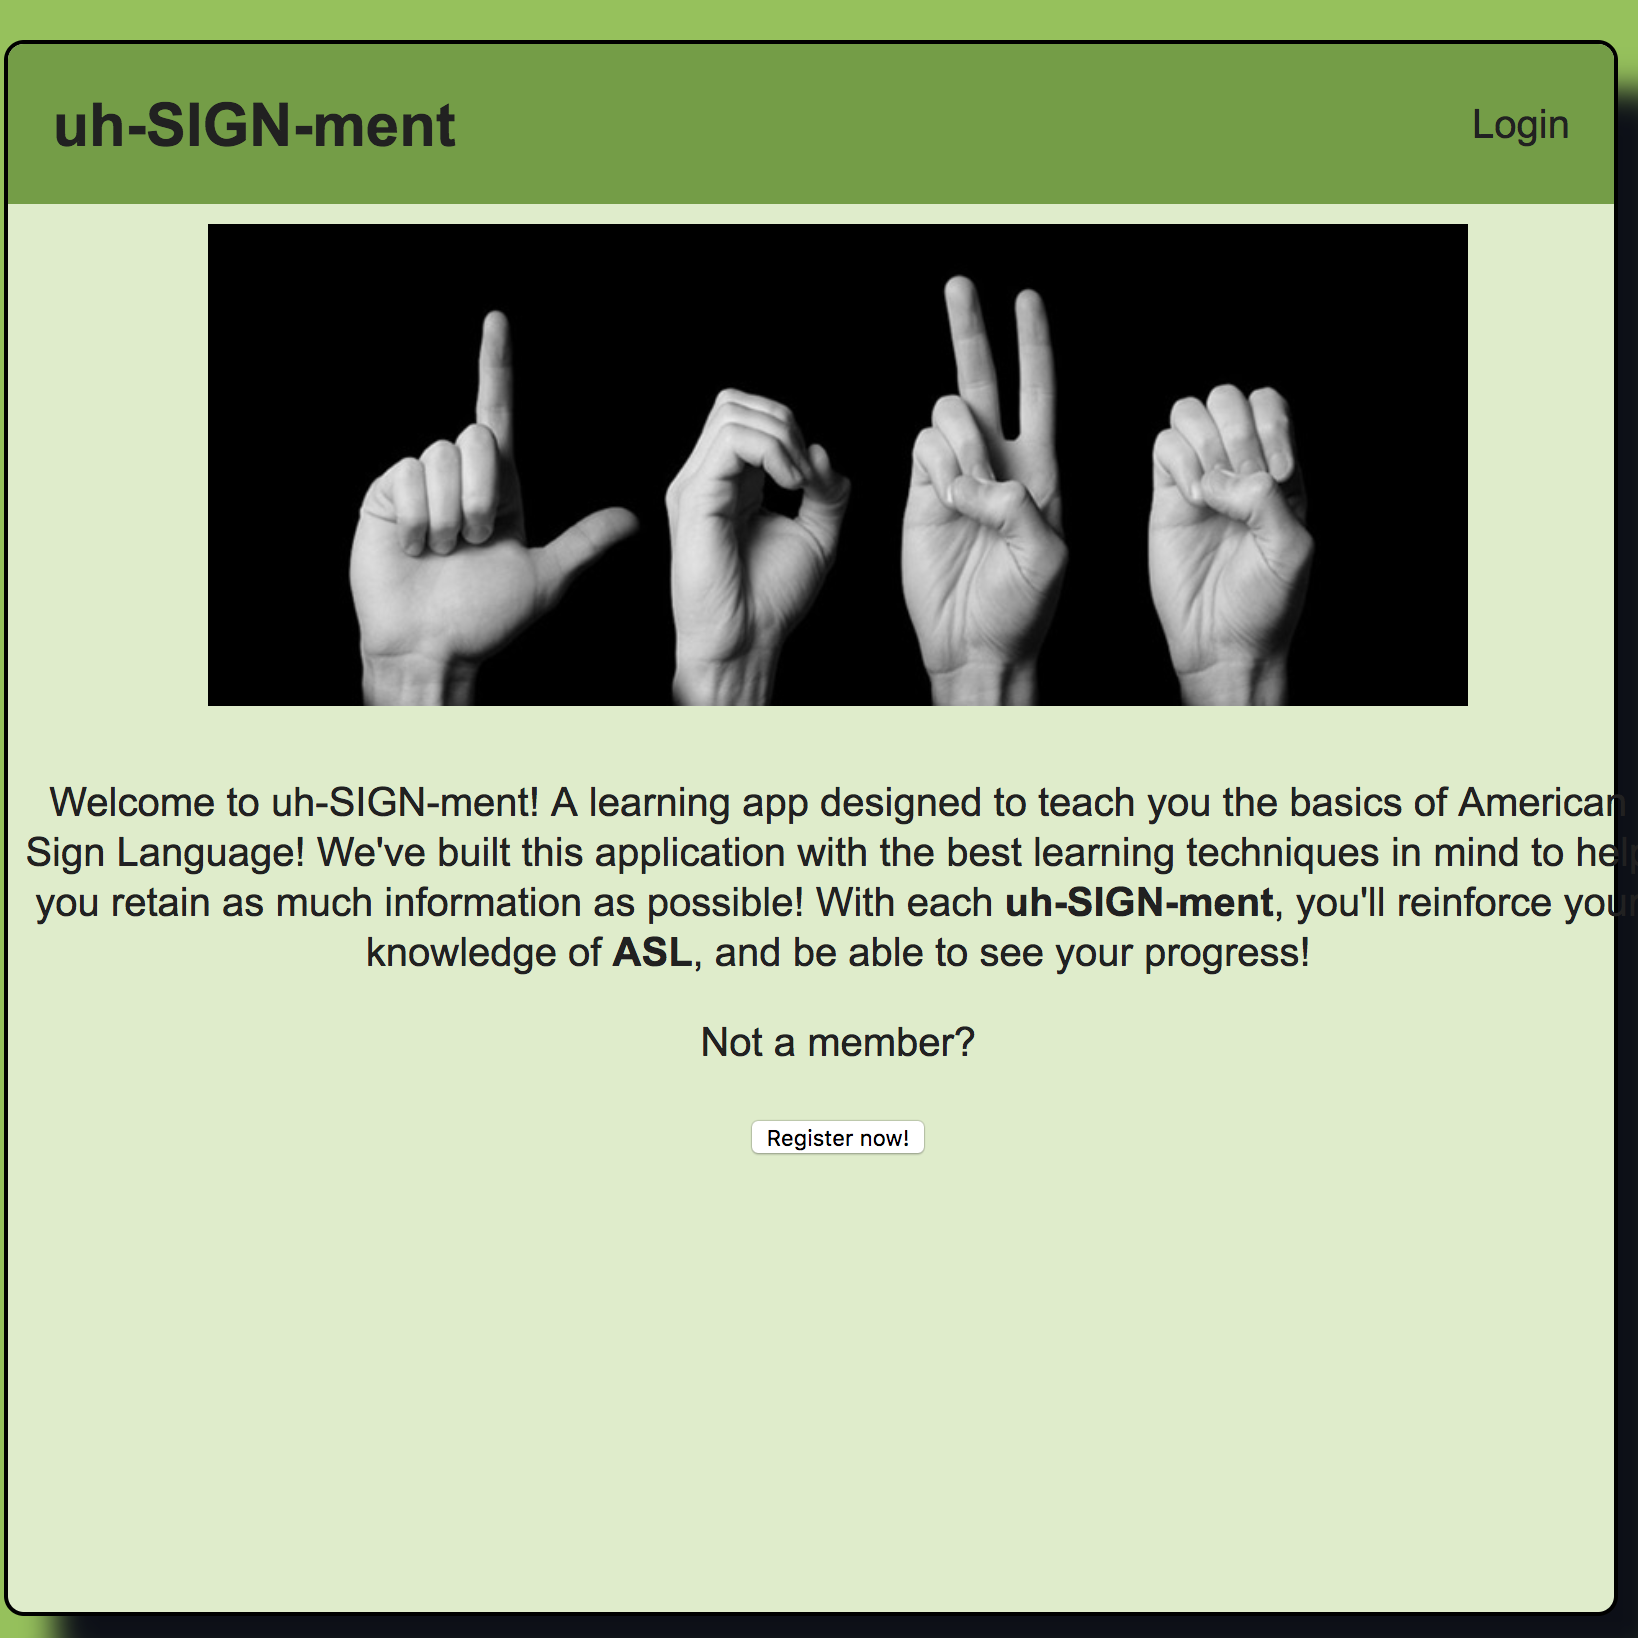 uh-SIGN-ment
Login
Welcome to uh-SIGN-ment! A learning app designed to teach you the basics of American
Sign Language! We've built this application with the best learning techniques in mind to help
you retain as much information as possible! With each uh-SIGN-ment, you'll reinforce your
knowledge of ASL, and be able to see your progress!
Not a member?
Register now!